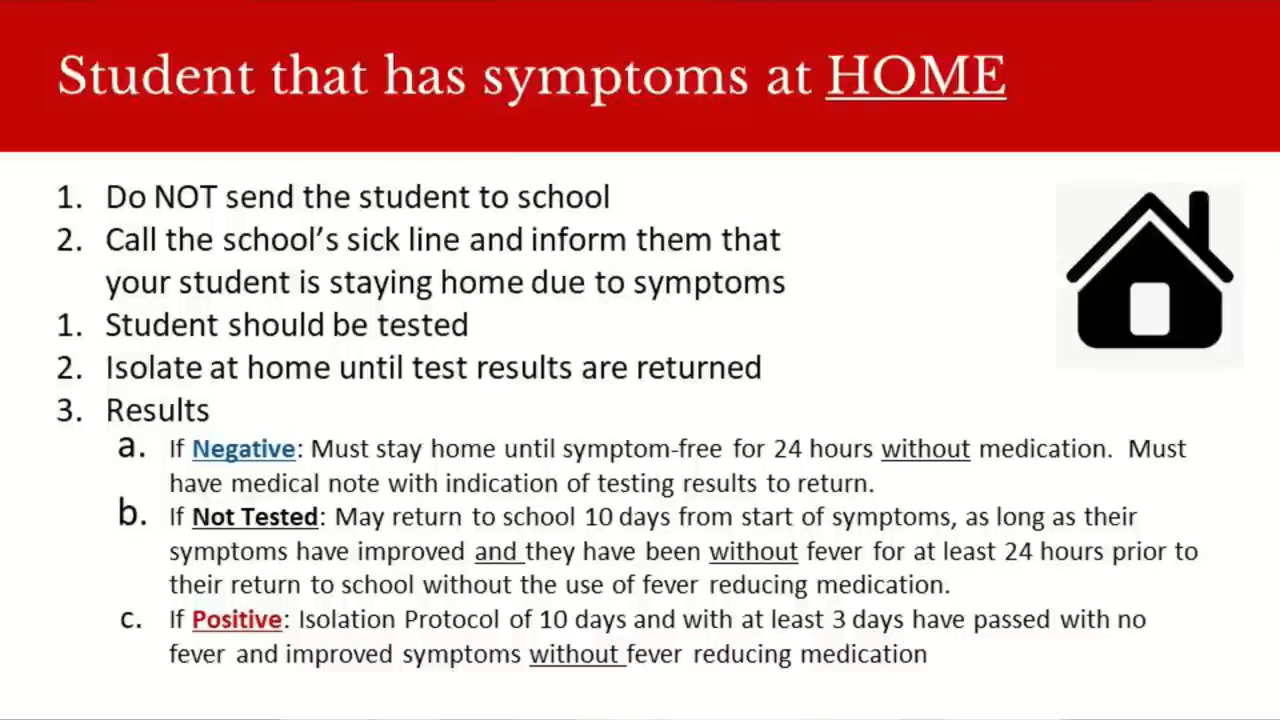 Student that has symptoms at HOME
1. Do NOT send the student to school
2. Call the school’s sick line and inform them that
your student is staying home due to symptoms
1. Student should be tested
2. Isolate at home until test results are returned
3. Results
a. If Negative: Must stay home until symptom-free for 24 hours without medication. Must
have medical note with indication of testing results to return.
b. If Not Tested: May return to school 10 days from start of symptoms, as long as their
symptoms have improved and they have been without fever for at least 24 hours prior to
their return to school without the use of fever reducing medication.
c. If Positive: Isolation Protocol of 10 days and with at least 3 days have passed with no
fever and improved symptoms without fever reducing medication